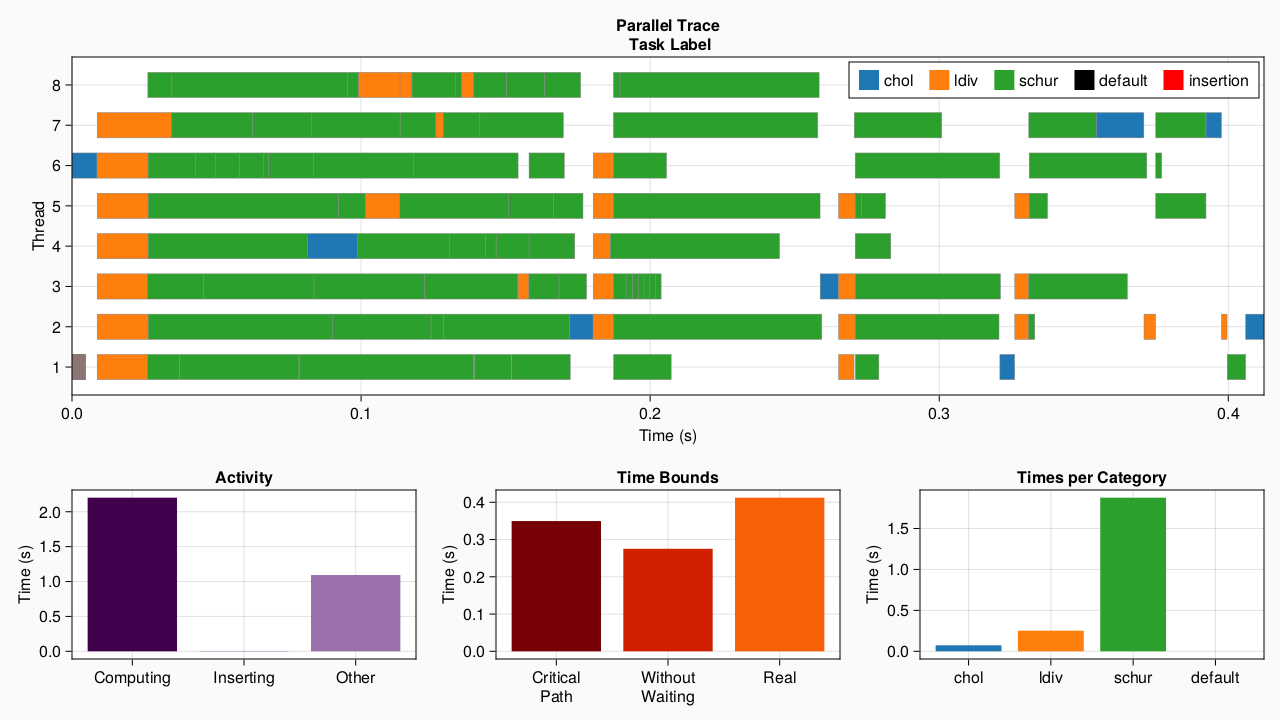 Parallel Trace
Task Label
chol ldiv schur default insertion
Thread
8
7
6
5
4
3
2
1
0.0 0.1 0.2 0.3 0.4
Time (s)
Activity
Time (s)
2.0
1.5
1.0
0.5
0.0
Computing Inserting Other
Time Bounds
Time (s)
0.4
0.3
0.2
0.1
0.0
Critical Path
Without Waiting
Real
Times per Category
Time (s)
1.5
1.0
0.5
0.0
chol ldiv schur default